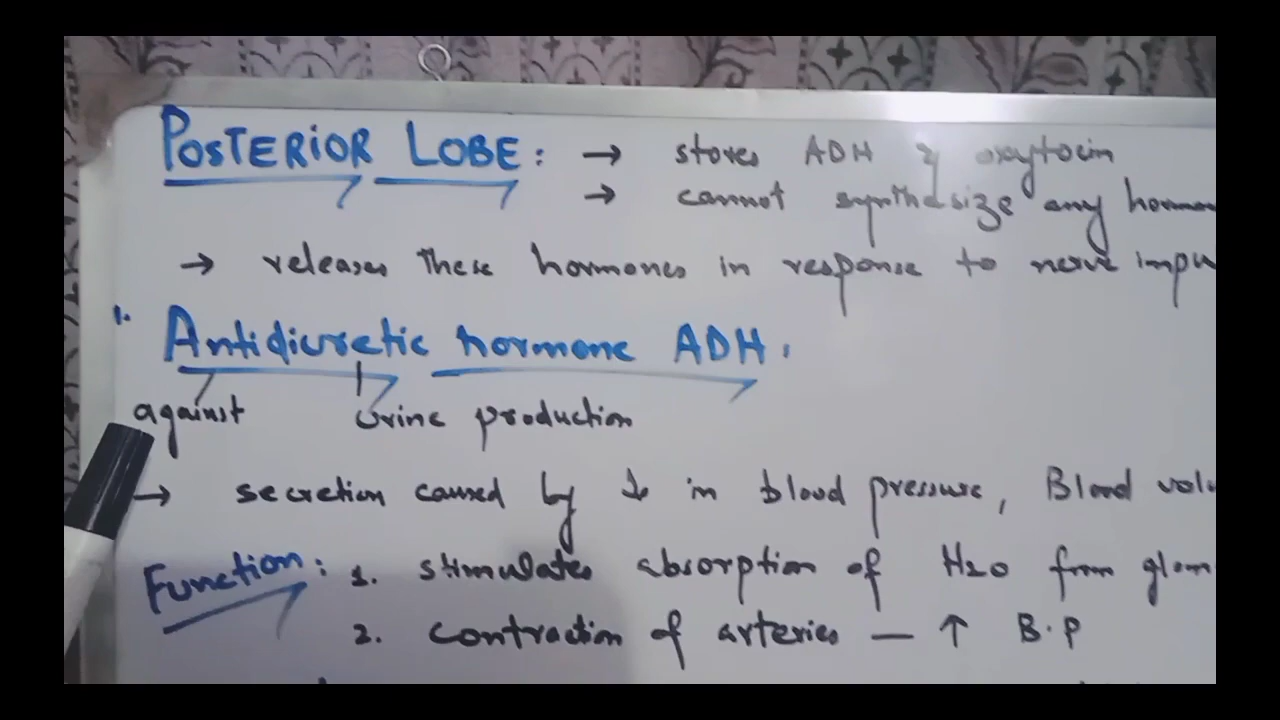 POSTERIOR LOBE: → stores ADH & oxytocin
→ cannot synthesize any hormon
→ releases these hormones in response to nerve impu
1. Antidiuretic hormone ADH:
against urine production
→ secretion caused by ↓ in blood pressure, Blood volu
Function: 1. stimulates absorption of H2O from glom
2. contraction of arteries — ↑ B.P